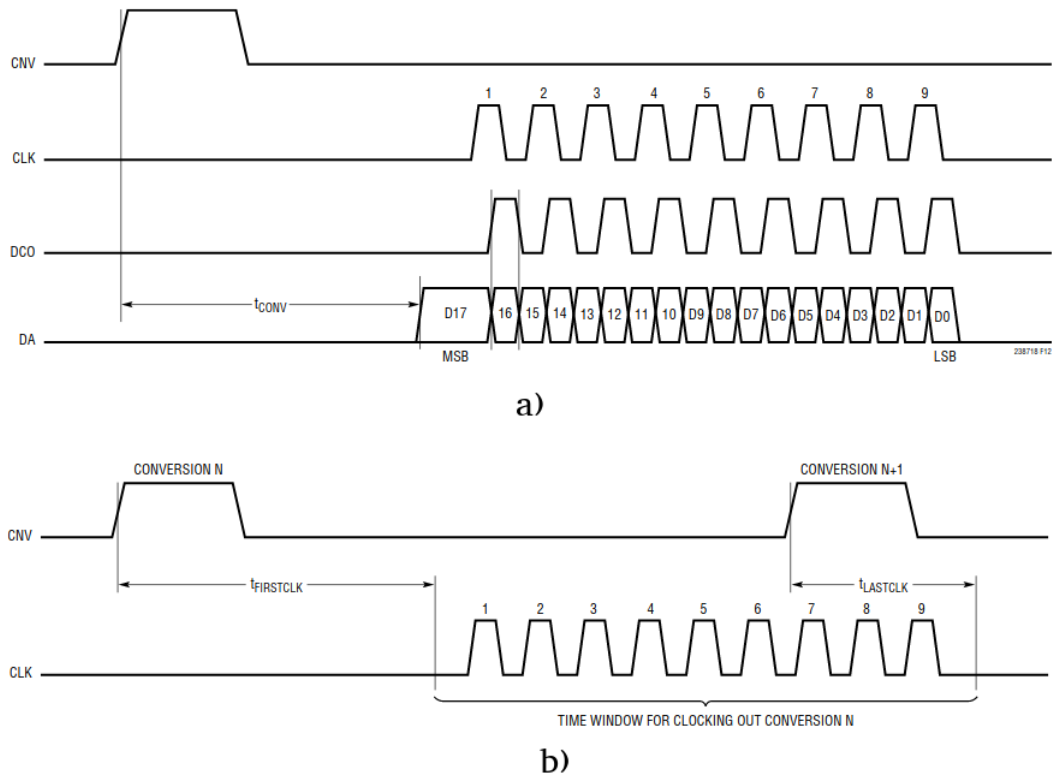 CNV
1 2 3 4 5 6 7 8 9
CLK
DCO
tCONV
D17 16 15 14 13 12 11 10 D9 D8 D7 D6 D5 D4 D3 D2 D1 D0
DA
MSB LSB
238718 F12
a)
CONVERSION N CONVERSION N+1
CNV
tFIRSTCLK tLASTCLK
1 2 3 4 5 6 7 8 9
CLK
TIME WINDOW FOR CLOCKING OUT CONVERSION N
b)